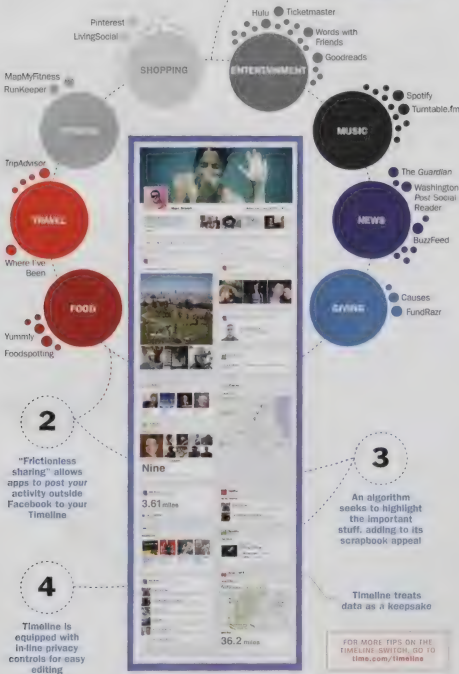 Hulu
Ticketmaster
Pinterest
LivingSocial
Words with
Friends
SHOPPING
ENTERTAINMENT
Goodreads
MapMyFitness
RunKeeper
Spotify
Turntable.fm
MUSIC
TripAdvisor
The Guardian
Washington
Post Social
Reader
TRAVEL
NEWS
BuzzFeed
Where I've
Been
FOOD
GIVING
Causes
FundRazr
Yummly
Foodspotting
2
"Frictionless
sharing" allows
apps to post your
activity outside
Facebook to your
Timeline
Nine
3
3.61 miles
An algorithm
seeks to highlight
the important
stuff, adding to its
scrapbook appeal
4
Timeline treats
data as a keepsake
Timeline is
equipped with
in-line privacy
controls for easy
editing
36.2 miles
FOR MORE TIPS ON THE
TIMELINE SWITCH, GO TO
time.com/timeline